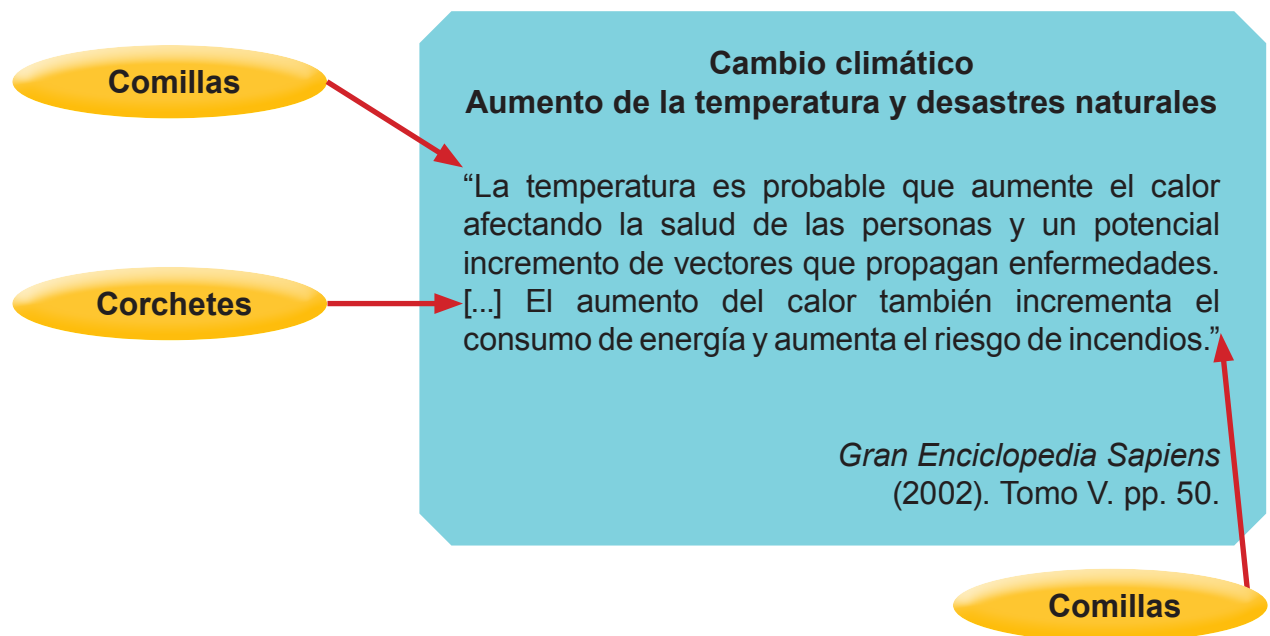 Comillas
Cambio climático
Aumento de la temperatura y desastres naturales
“La temperatura es probable que aumente el calor
afectando la salud de las personas y un potencial
incremento de vectores que propagan enfermedades.
Corchetes
[...] El aumento del calor también incrementa el
consumo de energía y aumenta el riesgo de incendios.”
Gran Enciclopedia Sapiens
(2002). Tomo V. pp. 50.
Comillas